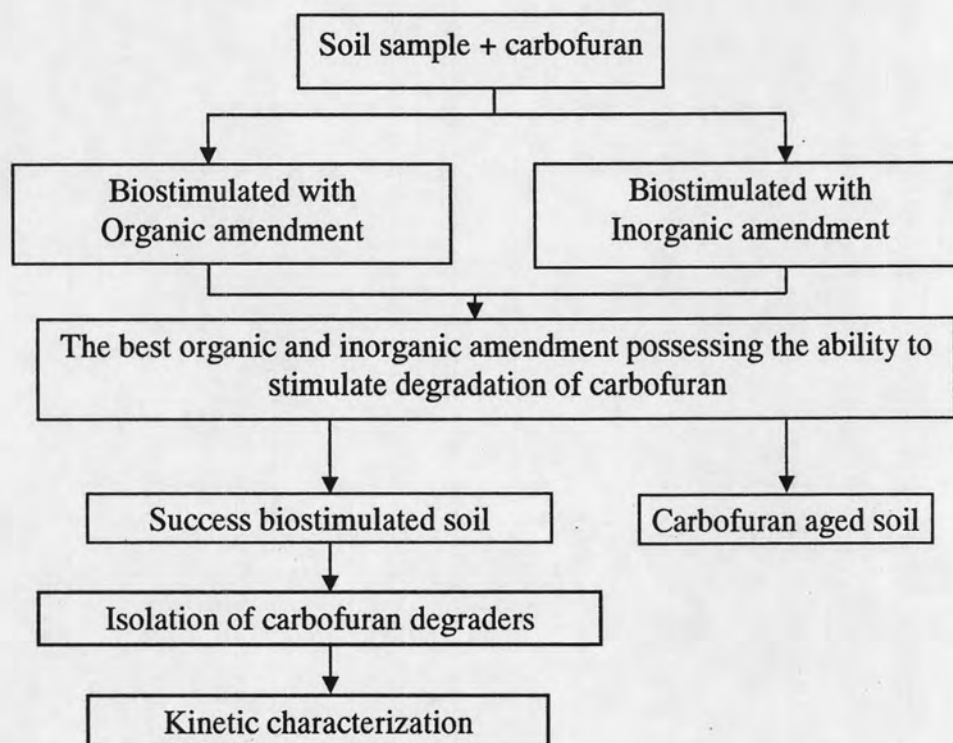 Soil sample + carbofuran
Biostimulated with
Organic amendment
Biostimulated with
Inorganic amendment
The best organic and inorganic amendment possessing the ability to
stimulate degradation of carbofuran
Success biostimulated soil
Carbofuran aged soil
Isolation of carbofuran degraders
Kinetic characterization